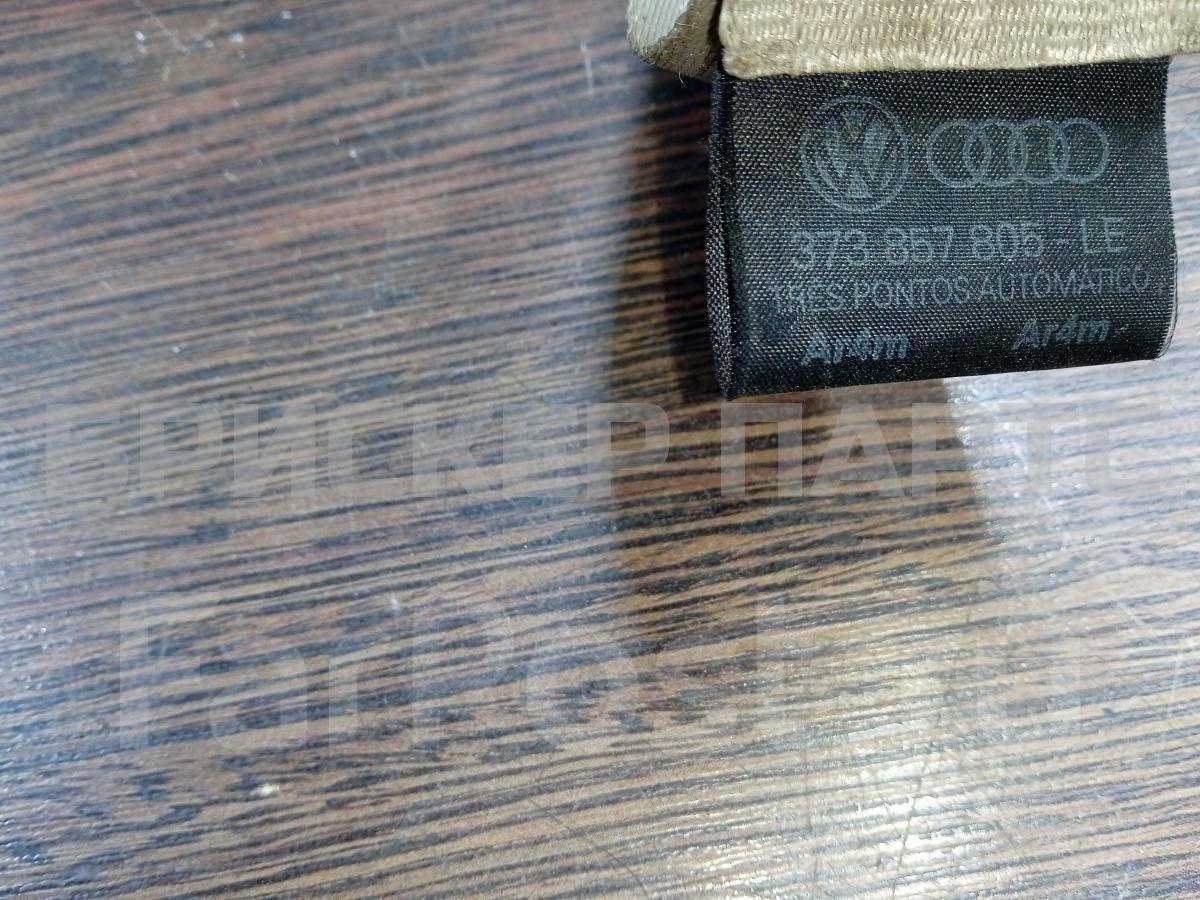 373 857 805 - LE
TRES PONTOS AUTOMATICO
Ar4m Ar4m
БРИСКЕР ПАРТС